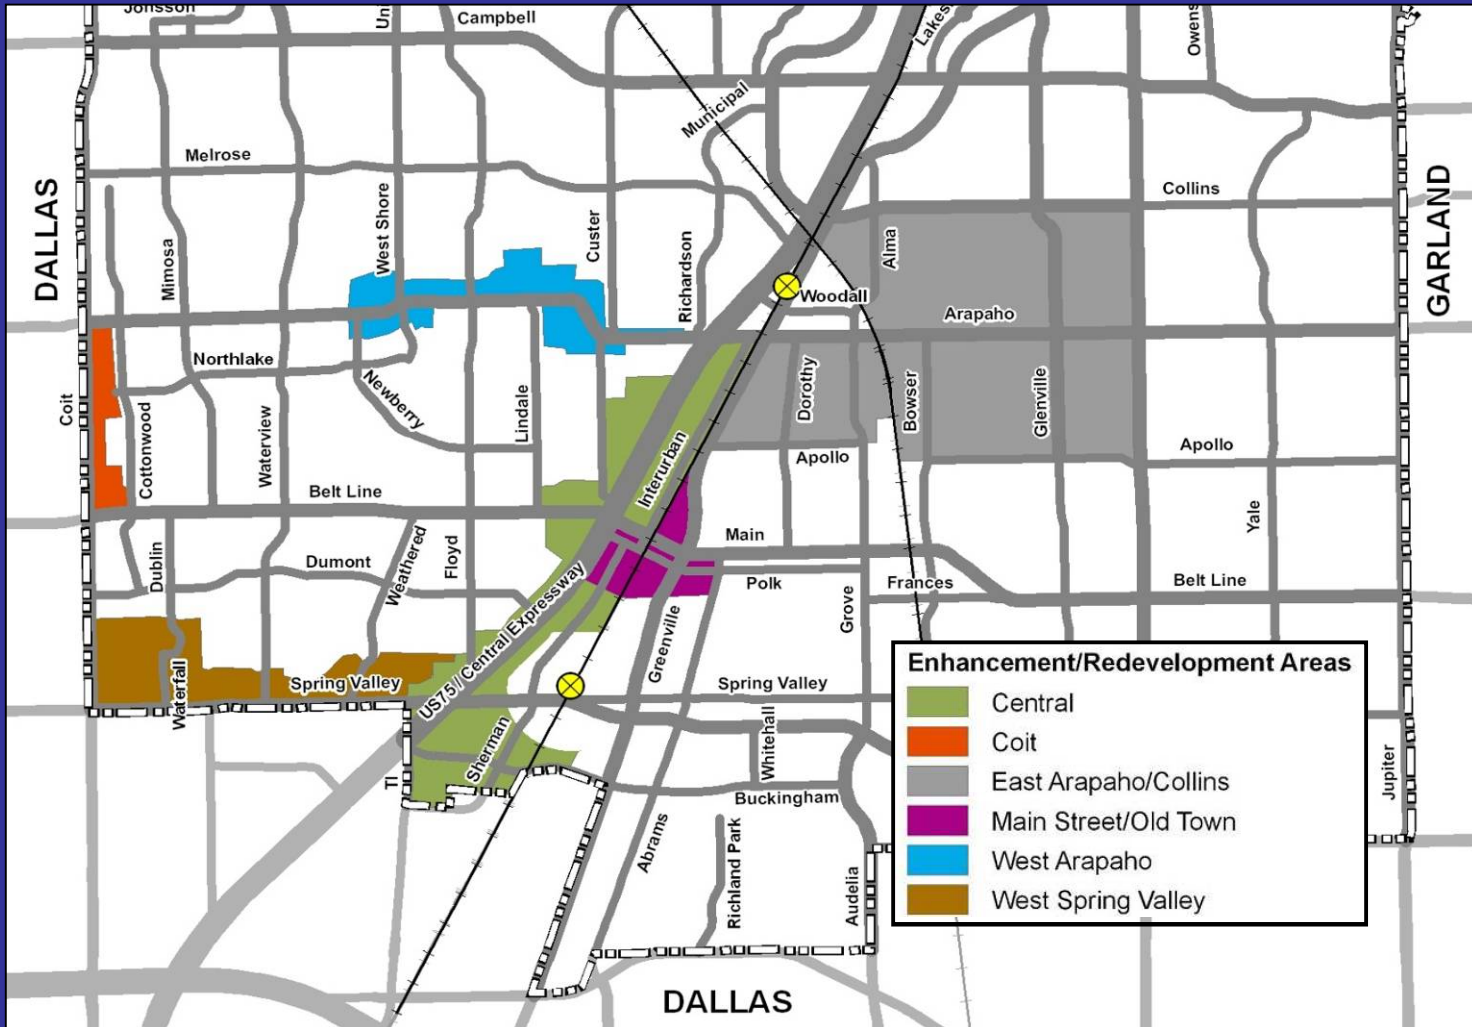 Jonsson
Campbell
Owens
Municipal
Melrose
Collins
DALLAS
GARLAND
Mimosa
West Shore
Custer
Richardson
Alma
Woodall
Arapaho
Northlake
Newberry
Lindale
Dorothy
Bowser
Glenville
Coit
Cottonwood
Waterview
Interurban
Apollo
Apollo
Belt Line
Yale
Main
Dublin
Dumont
Weathered
Floyd
US75 / Central Expressway
Polk
Frances
Belt Line
Grove
Greenville
Waterfall
Spring Valley
Spring Valley
TI
Sherman
Whitehall
Buckingham
Jupiter
Abrams
Richland Park
Audelia
DALLAS
Enhancement/Redevelopment Areas
Central
Coit
East Arapaho/Collins
Main Street/Old Town
West Arapaho
West Spring Valley